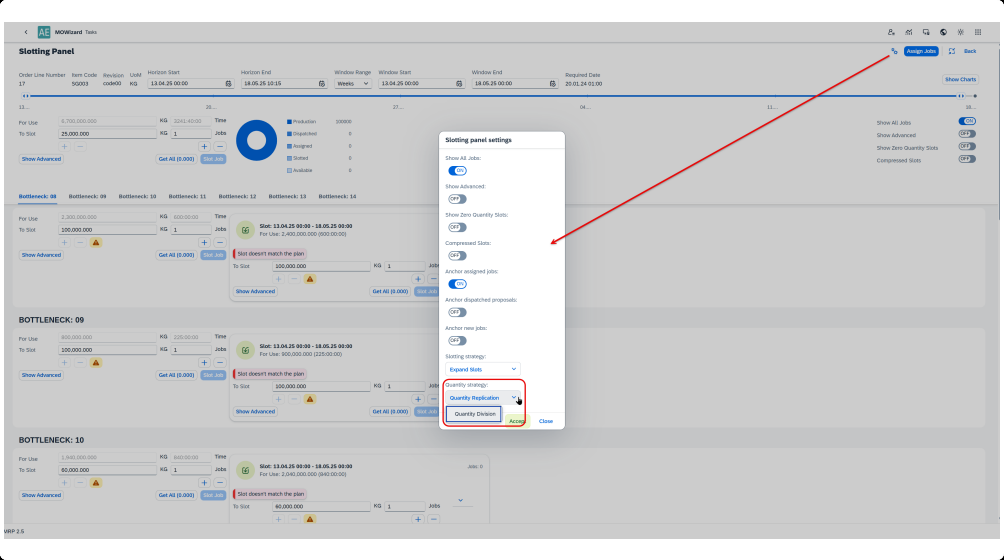 AE MOWizard Tasks
Slotting Panel
Assign Jobs Back
Order Line Number Item Code Revision UoM Horizon Start Horizon End Window Range Window Start Window End Required Date
17 SG003 code00 KG 13.04.25 00:00 18.05.25 10:15 Weeks 13.04.25 00:00 18.05.25 00:00 20.01.24 01:00
Show Charts
13.... 20.... 27.... 04.... 11.... 18....
For Use KG Time
To Slot 25,000.000 KG 1 Jobs
+ −
+ −
Show Advanced Get All (0.000) Slot Job
Production
Dispatched 0
Assigned 0
Slotted 0
Available 0
Show All Jobs ON
Show Advanced OFF
Show Zero Quantity Slots OFF
Compressed Slots OFF
Bottleneck: 08 Bottleneck: 09 Bottleneck: 10 Bottleneck: 11 Bottleneck: 12 Bottleneck: 13 Bottleneck: 14
For Use 2,300,000.000 KG 600:00:00 Time
To Slot 100,000.000 KG 1 Jobs
+ −
+ −
Show Advanced Get All (0.000) Slot Job
Slot: 13.04.25 00:00 - 18.05.25 00:00
For Use: 2,400,000.000 (600:00:00)
Slot doesn't match the plan
To Slot 100,000.000 KG 1 Jobs
+ −
+ −
Show Advanced Get All (0.000) Slot Job
BOTTLENECK: 09
For Use 800,000.000 KG 225:00:00 Time
To Slot 100,000.000 KG 1 Jobs
+ −
+ −
Show Advanced Get All (0.000) Slot Job
Slot: 13.04.25 00:00 - 18.05.25 00:00
For Use: 900,000.000 (225:00:00)
Slot doesn't match the plan
To Slot 100,000.000 KG 1 Jobs
+ −
+ −
Show Advanced Get All (0.000) Slot Job
BOTTLENECK: 10
For Use 1,940,000.000 KG 840:00:00 Time
To Slot 60,000.000 KG 1 Jobs
+ −
+ −
Show Advanced Get All (0.000) Slot Job
Slot: 13.04.25 00:00 - 18.05.25 00:00
For Use: 2,040,000.000 (840:00:00)
Jobs: 0
Slot doesn't match the plan
To Slot 60,000.000 KG 1 Jobs
+ −
+ −
Slotting panel settings
Show All Jobs:
ON
Show Advanced:
OFF
Show Zero Quantity Slots:
OFF
Compressed Slots:
OFF
Anchor assigned jobs:
ON
Anchor dispatched proposals:
OFF
Anchor new jobs:
OFF
Slotting strategy:
Expand Slots
Quantity strategy:
Quantity Replication
Quantity Division
Accept Close
MRP 2.5